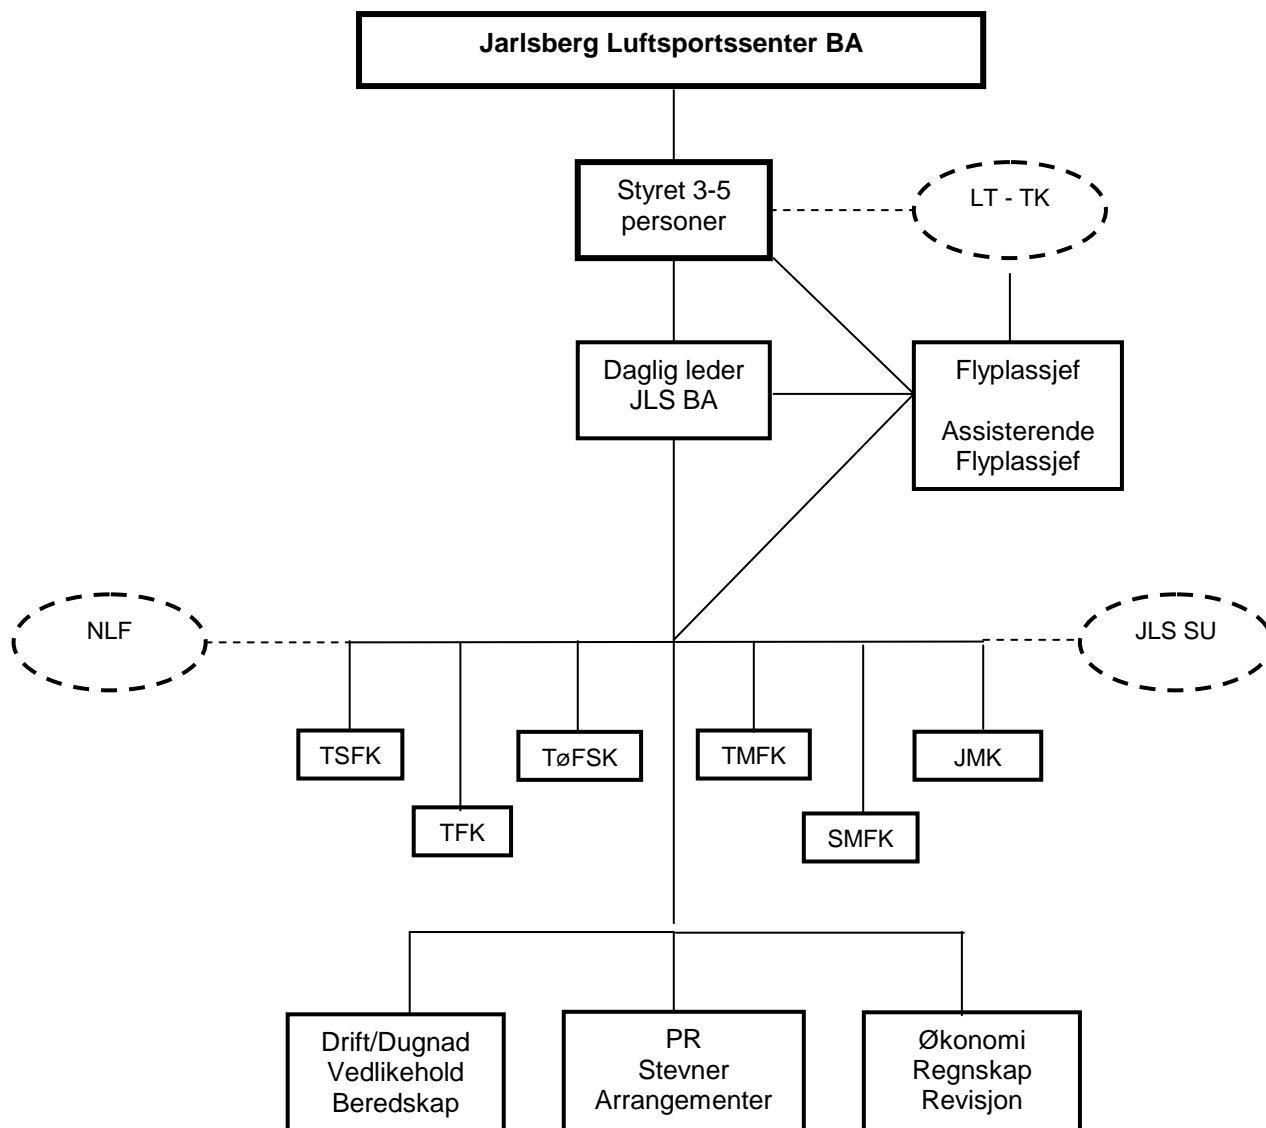 Jarlsberg Luftsportssenter BA
Styret 3-5
personer
LT - TK
Daglig leder
JLS BA
Flyplassjef
Assisterende
Flyplassjef
NLF
JLS SU
TSFK
TøFSK
TMFK
JMK
TFK
SMFK
Drift/Dugnad
Vedlikehold
Beredskap
PR
Stevner
Arrangementer
Økonomi
Regnskap
Revisjon